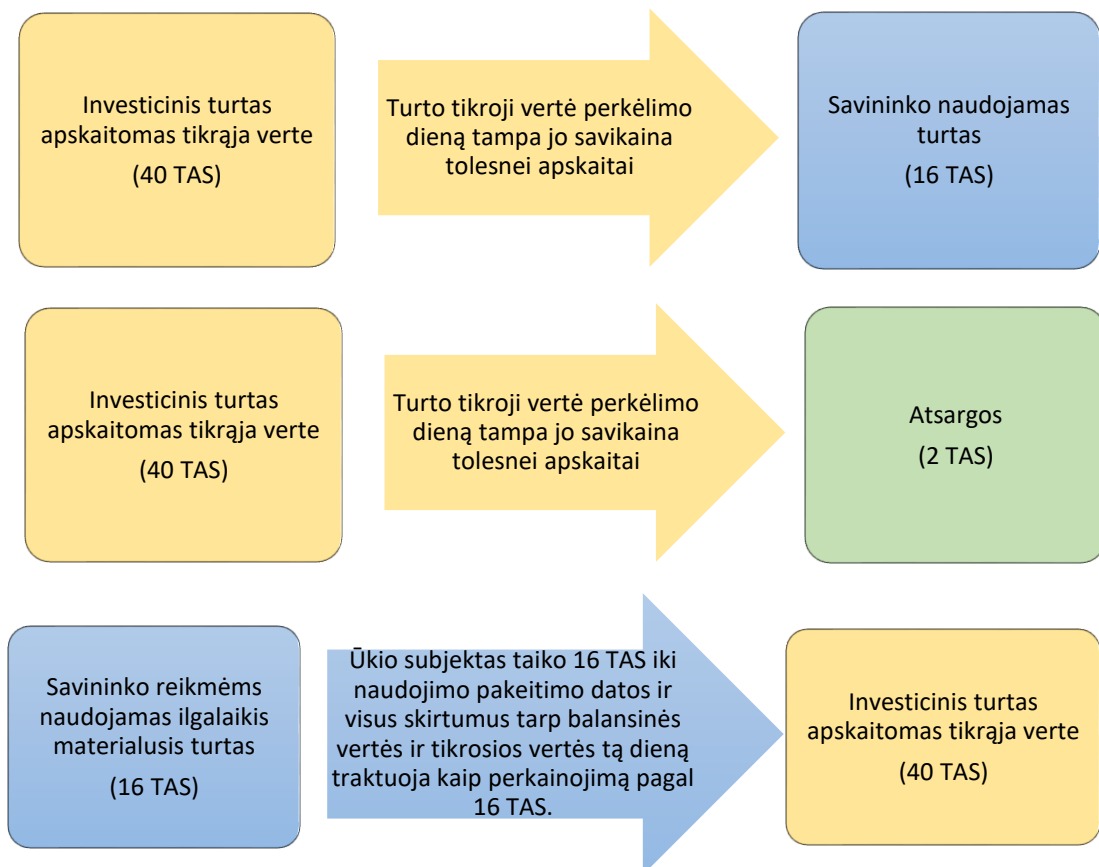 Investicinis turtas
apskaitomas tikrąja verte
(40 TAS)
Turto tikroji vertė perkėlimo
dieną tampa jo savikaina
tolesnei apskaitai
Savininko naudojamas
turtas
(16 TAS)
Investicinis turtas
apskaitomas tikrąja verte
(40 TAS)
Turto tikroji vertė perkėlimo
dieną tampa jo savikaina
tolesnei apskaitai
Atsargos
(2 TAS)
Savininko reikmėms
naudojamas ilgalaikis
materialusis turtas
(16 TAS)
Ūkio subjektas taiko 16 TAS iki
naudojimo pakeitimo datos ir
visus skirtumus tarp balansinės
vertės ir tikrosios vertės tą dieną
traktuoja kaip perkainojimą pagal
16 TAS.
Investicinis turtas
apskaitomas tikrąja verte
(40 TAS)